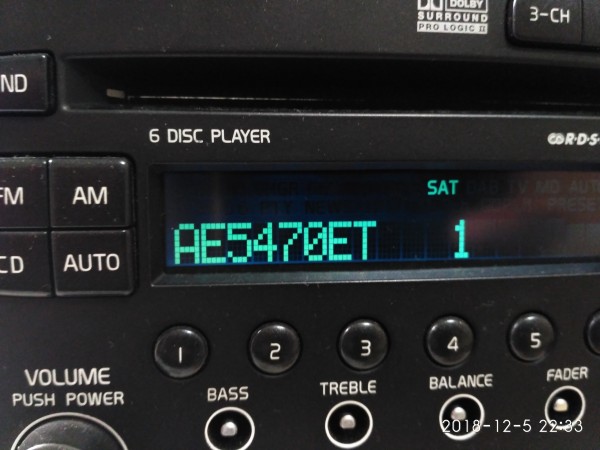 DOLBY
SURROUND
PRO LOGIC II
3-CH
ND
6 DISC PLAYER
R·D·S
FM
AM
SAT
AE5470ET 1
CD
AUTO
1
2
3
4
5
VOLUME
PUSH POWER
BASS
TREBLE
BALANCE
FADER
2018-12-5 22:33